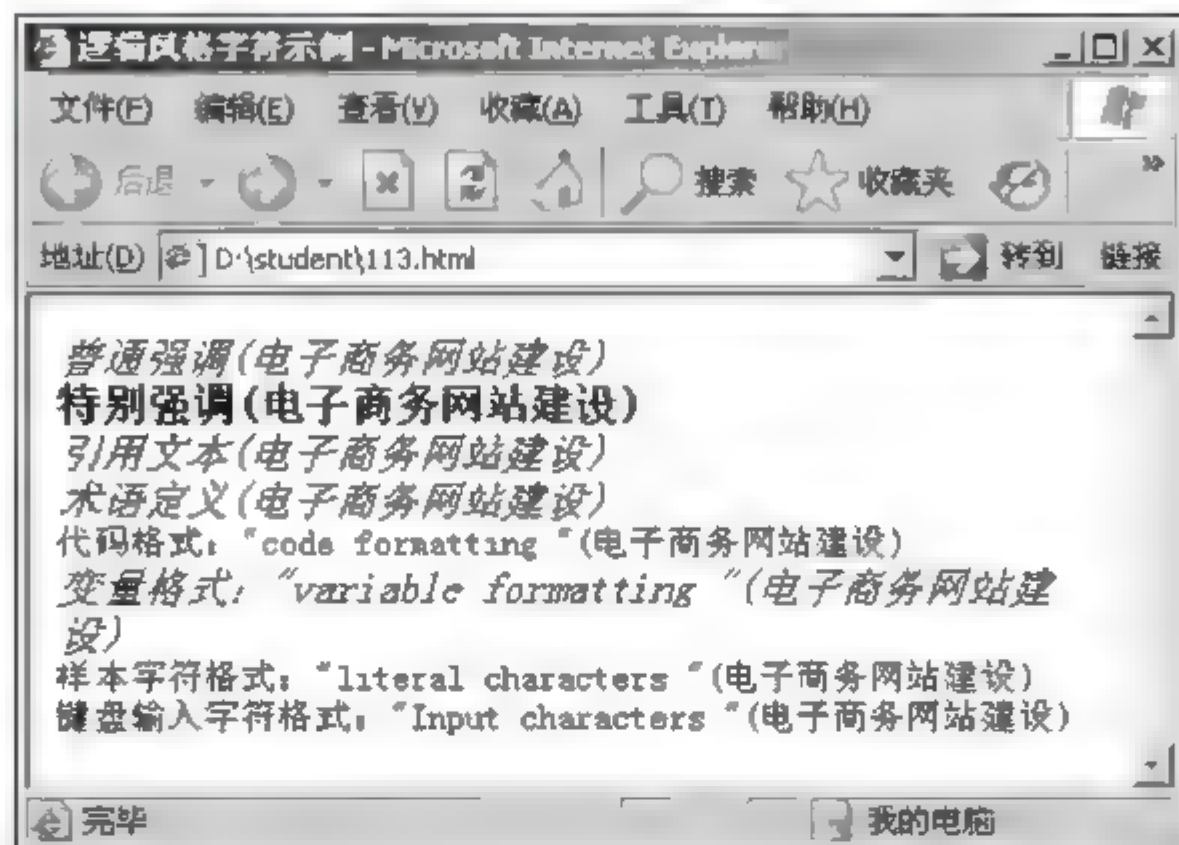 逻辑风格字符示例 - Microsoft Internet Explorer
文件(F) 编辑(E) 查看(V) 收藏(A) 工具(T) 帮助(H)
后退 搜索 收藏夹 »
地址(D) D:\student\113.html 转到 链接
普通强调(电子商务网站建设)
特别强调(电子商务网站建设)
引用文本(电子商务网站建设)
术语定义(电子商务网站建设)
代码格式："code formatting "(电子商务网站建设)
变量格式："variable formatting "(电子商务网站建
设)
样本字符格式："literal characters "(电子商务网站建设)
键盘输入字符格式："Input characters "(电子商务网站建设)
完毕 我的电脑